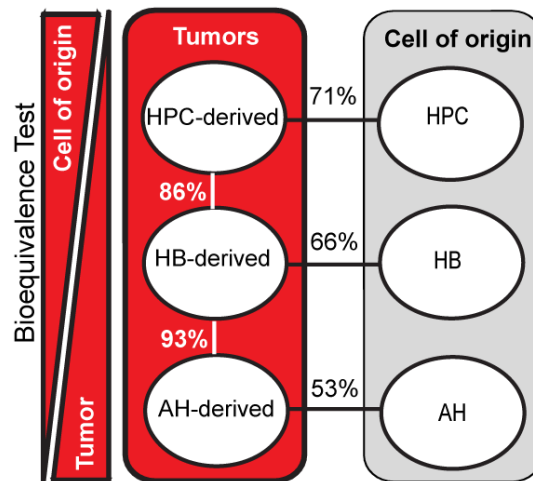 Bioequivalence Test
Cell of origin
Tumor
Tumors
Cell of origin
HPC-derived
71%
HPC
86%
HB-derived
66%
HB
93%
AH-derived
53%
AH